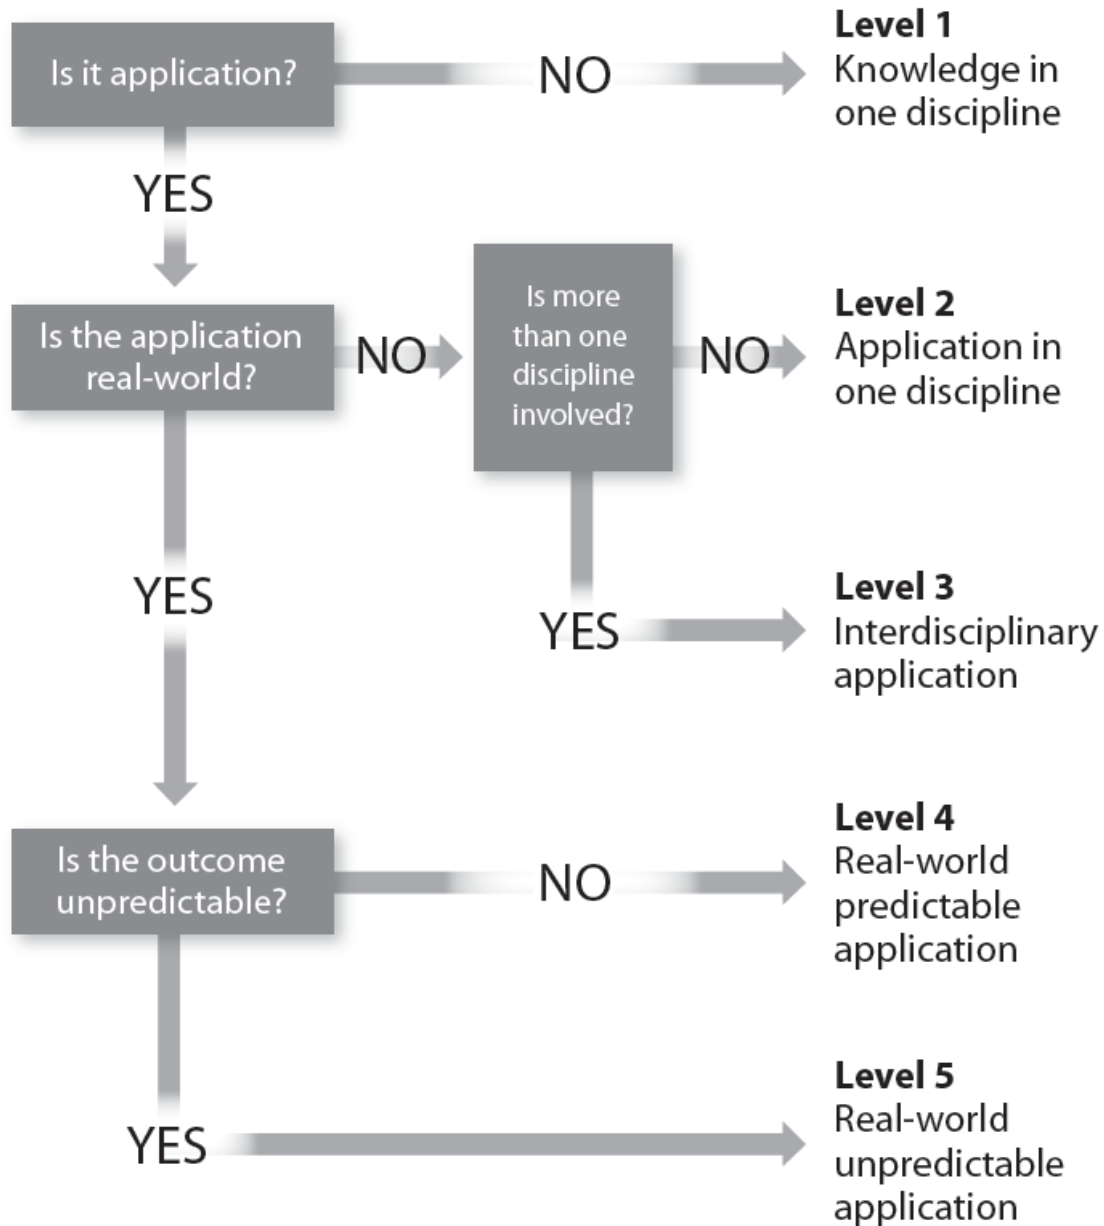 Is it application?
NO
Level 1
Knowledge in
one discipline
YES
Is the application
real-world?
NO
Is more
than one
discipline
involved?
NO
Level 2
Application in
one discipline
YES
Level 3
Interdisciplinary
application
YES
Is the outcome
unpredictable?
NO
Level 4
Real-world
predictable
application
YES
Level 5
Real-world
unpredictable
application